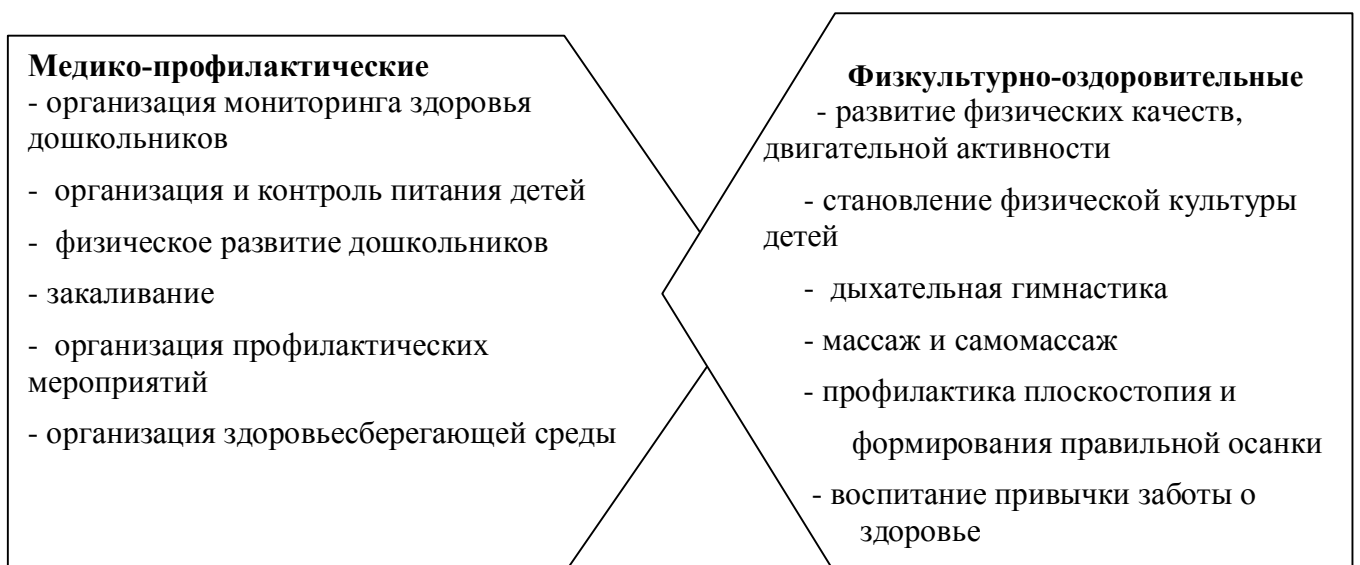 Медико-профилактические
- организация мониторинга здоровья
дошкольников
- организация и контроль питания детей
- физическое развитие дошкольников
- закаливание
- организация профилактических
мероприятий
- организация здоровьесберегающей среды
Физкультурно-оздоровительные
- развитие физических качеств,
двигательной активности
- становление физической культуры
детей
- дыхательная гимнастика
- массаж и самомассаж
- профилактика плоскостопия и
формирования правильной осанки
- воспитание привычки заботы о
здоровье